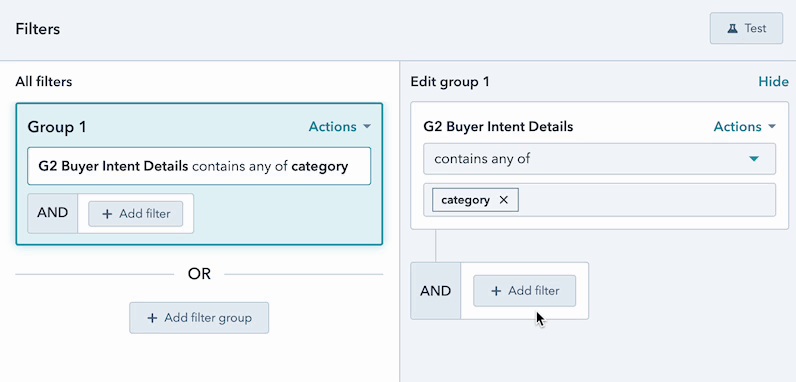 Filters
Test
All filters
Group 1
Actions
G2 Buyer Intent Details contains any of category
AND
+ Add filter
OR
+ Add filter group
Edit group 1
Hide
G2 Buyer Intent Details
Actions
contains any of
category ×
AND
+ Add filter